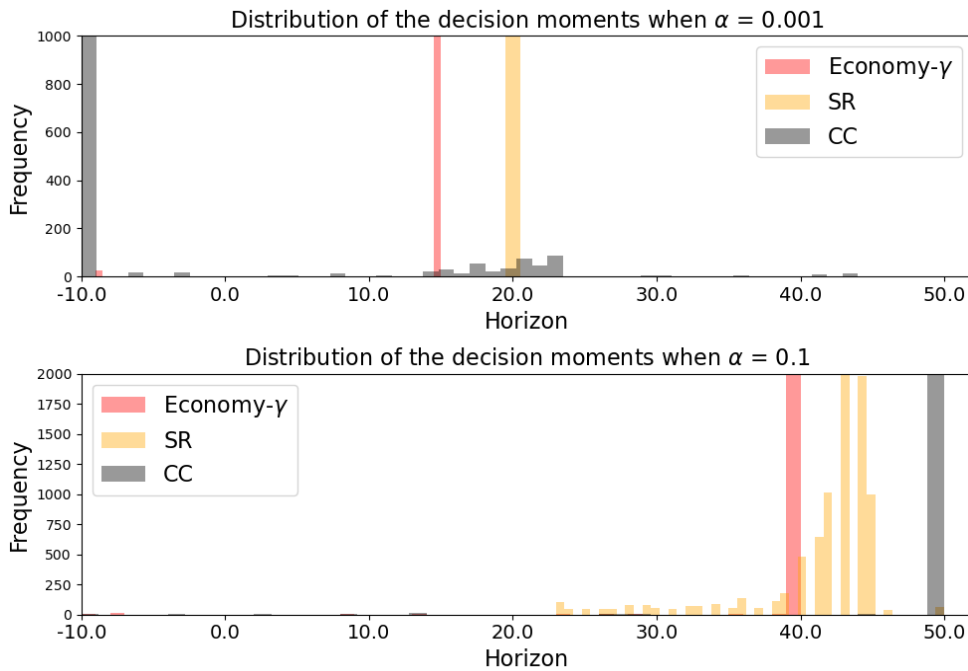 Distribution of the decision moments when α = 0.001
1000
800
600
400
200
0
Frequency
Economy-γ
SR
CC
-10.0 0.0 10.0 20.0 30.0 40.0 50.0
Horizon
Distribution of the decision moments when α = 0.1
2000
1750
1500
1250
1000
750
500
250
0
Frequency
Economy-γ
SR
CC
-10.0 0.0 10.0 20.0 30.0 40.0 50.0
Horizon